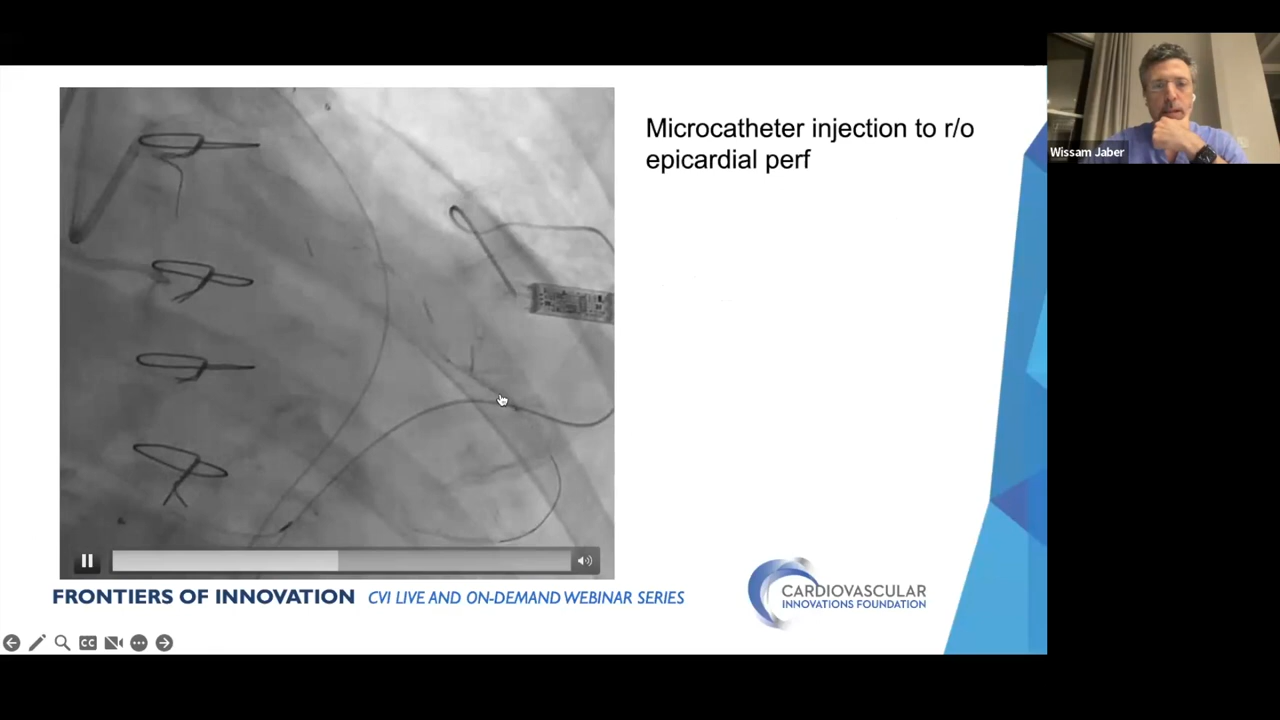 Microcatheter injection to r/o
epicardial perf
Wissam Jaber
FRONTIERS OF INNOVATION CVI LIVE AND ON-DEMAND WEBINAR SERIES
CARDIOVASCULAR
INNOVATIONS FOUNDATION
CC